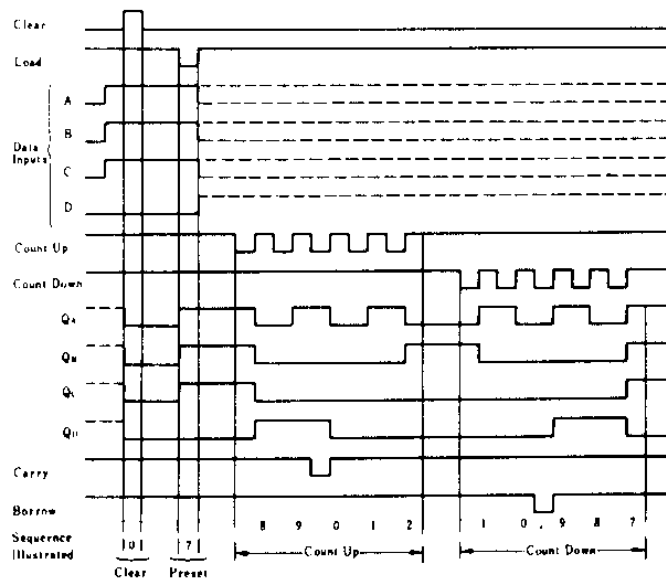 Clear
Load
A
B
Data
Inputs
C
D
Count Up
Count Down
QA
QB
QC
QD
Carry
Borrow
Sequence
Illustrated
0 7 8 9 0 1 2 1 0 9 8 7
Clear Preset Count Up Count Down